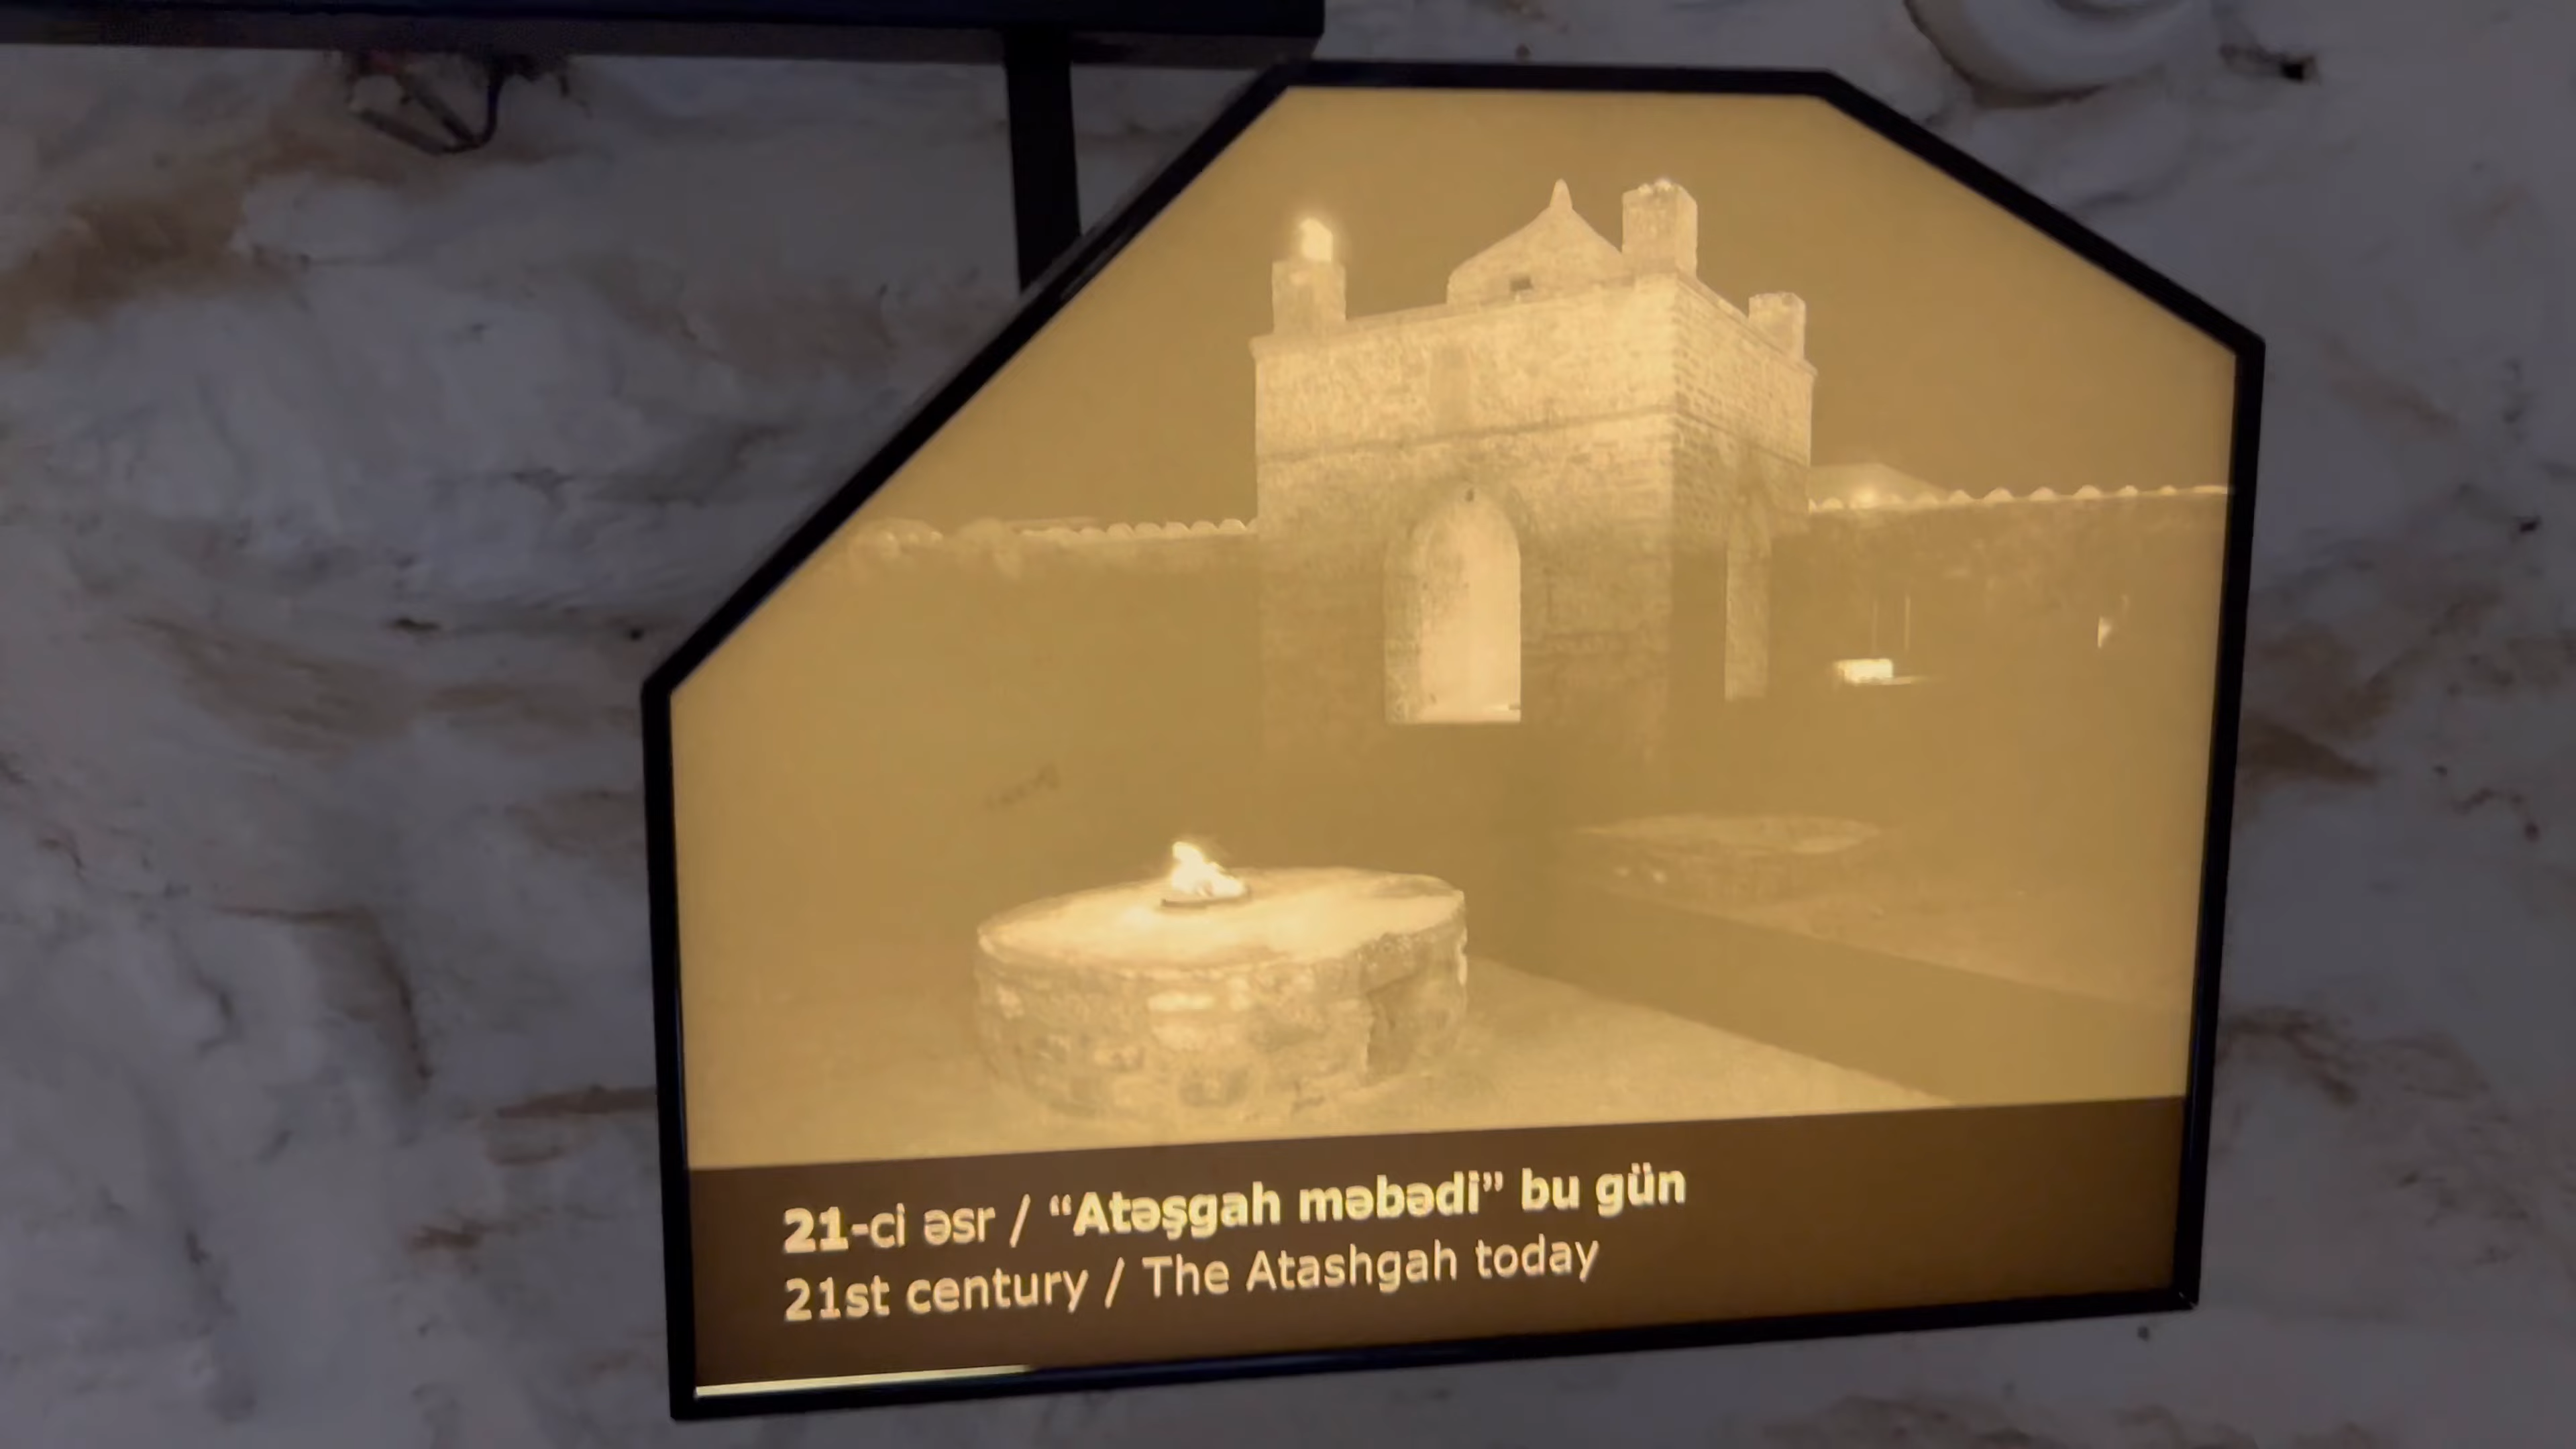 21-ci əsr / “Atəşgah məbədi” bu gün
21st century / The Atashgah today